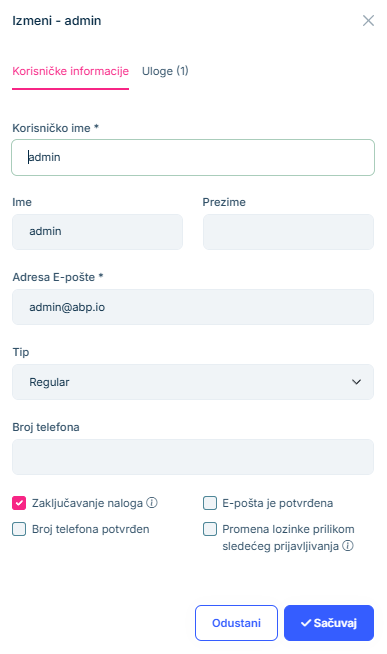 Izmeni - admin
Korisničke informacije Uloge (1)
Korisničko ime *
admin
Ime Prezime
admin
Adresa E-pošte *
admin@abp.io
Tip
Regular
Broj telefona
Zaključavanje naloga E-pošta je potvrđena
Broj telefona potvrđen Promena lozinke prilikom
sledećeg prijavljivanja
Odustani Sačuvaj